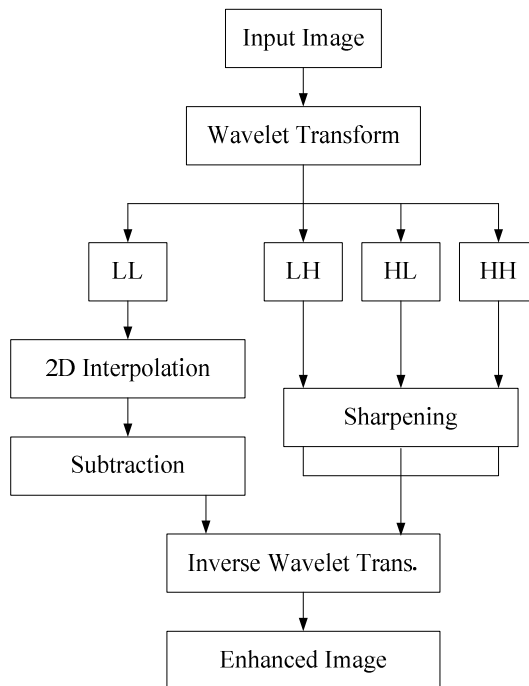 Input Image
Wavelet Transform
LL
LH
HL
HH
2D Interpolation
Sharpening
Subtraction
Inverse Wavelet Trans.
Enhanced Image